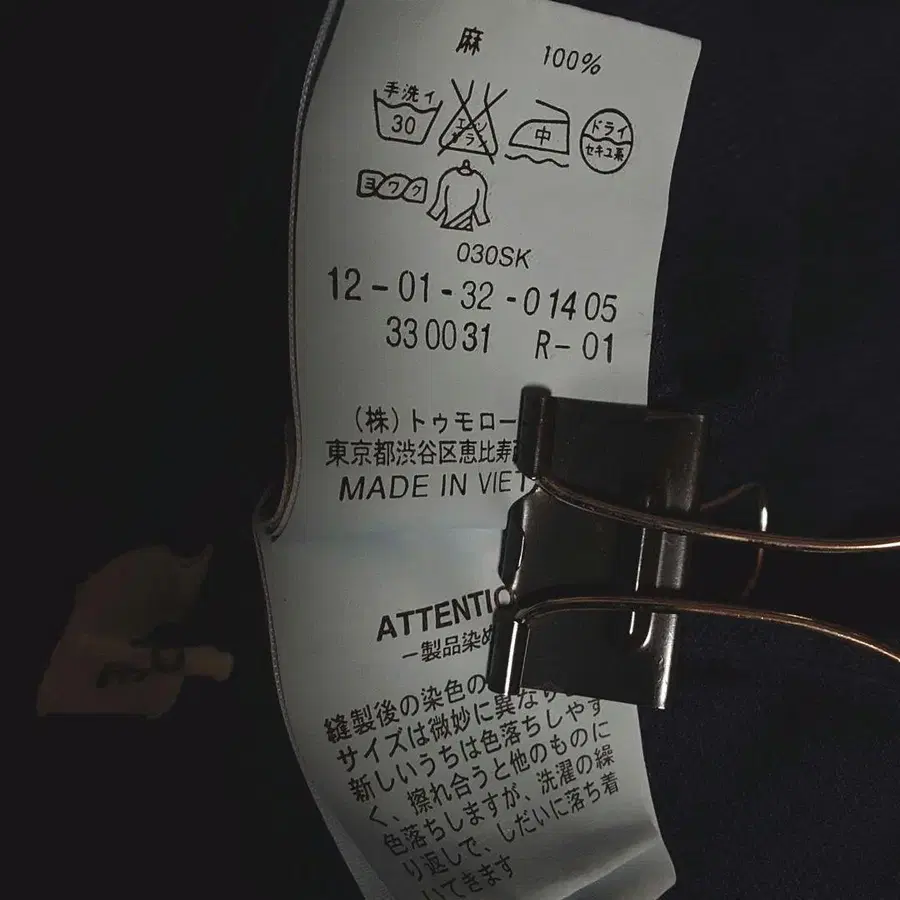 麻 100%
手洗イ
30
エンソ
サラシ
中
ドライ
セキユ系
ヨワク
030SK
12-01-32-01405
330031 R-01
(株)トゥモロー
東京都渋谷区恵比寿
MADE IN VIET
ATTENTIO
―製品染め
縫製後の染色の
サイズは微妙に異なり
新しいうちは色落ちしやす
く、擦れ合うと他のものに
色落ちしますが、洗濯の繰
り返しで、しだいに落ち着
いてきます